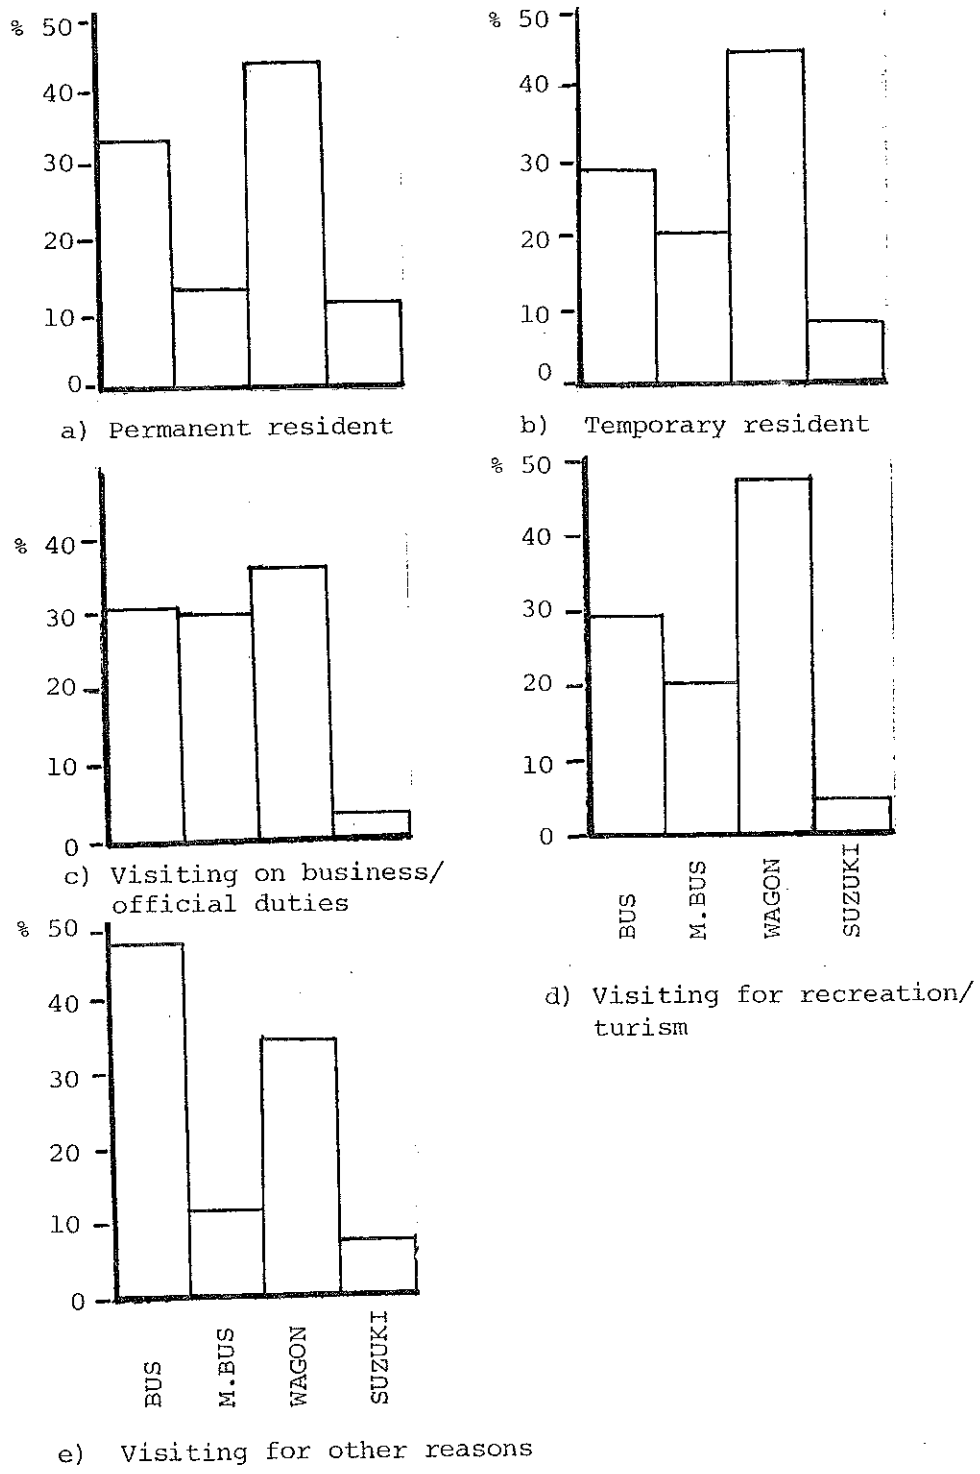 % 50
40
30
20
10
0
a) Permanent resident
% 50
40
30
20
10
0
b) Temporary resident
% 40
30
20
10
0
c) Visiting on business/
official duties
% 50
40
30
20
10
0
BUS
M.BUS
WAGON
SUZUKI
d) Visiting for recreation/
turism
% 50
40
30
20
10
0
BUS
M.BUS
WAGON
SUZUKI
e) Visiting for other reasons